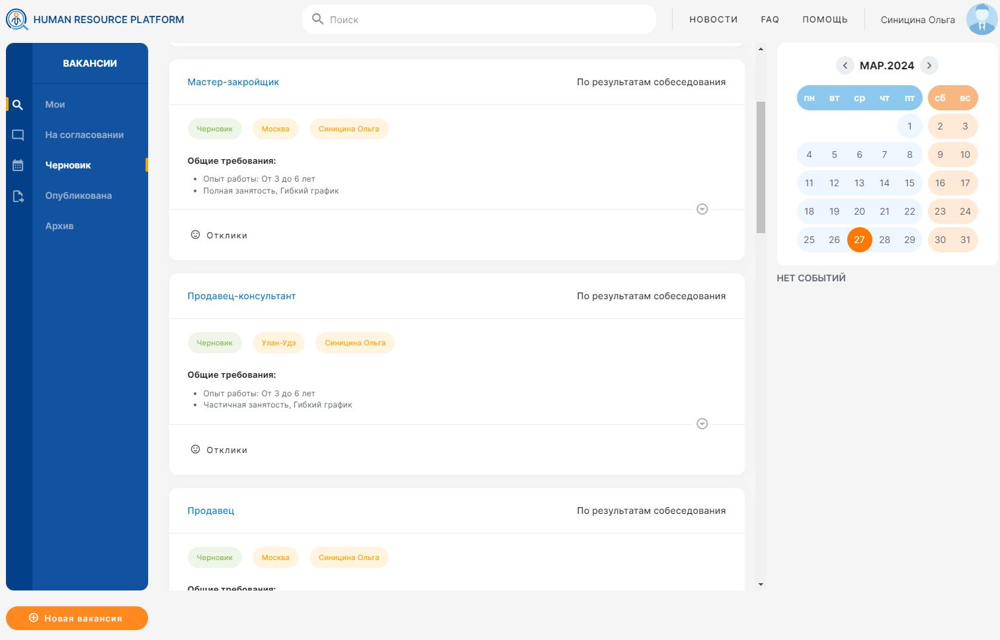 HUMAN RESOURCE PLATFORM
Поиск
НОВОСТИ
FAQ
ПОМОЩЬ
Синицина Ольга
ВАКАНСИИ
Мои
На согласовании
Черновик
Опубликована
Архив
Новая вакансия
Мастер-закройщик
По результатам собеседования
Черновик
Москва
Синицина Ольга
Общие требования:
Опыт работы: От 3 до 6 лет
Полная занятость, Гибкий график
Отклики
Продавец-консультант
По результатам собеседования
Черновик
Улан-Удэ
Синицина Ольга
Общие требования:
Опыт работы: От 3 до 6 лет
Частичная занятость, Гибкий график
Отклики
Продавец
По результатам собеседования
Черновик
Москва
Синицина Ольга
Общие требования:
МАР.2024
пн вт ср чт пт сб вс
1 2 3
4 5 6 7 8 9 10
11 12 13 14 15 16 17
18 19 20 21 22 23 24
25 26 27 28 29 30 31
НЕТ СОБЫТИЙ